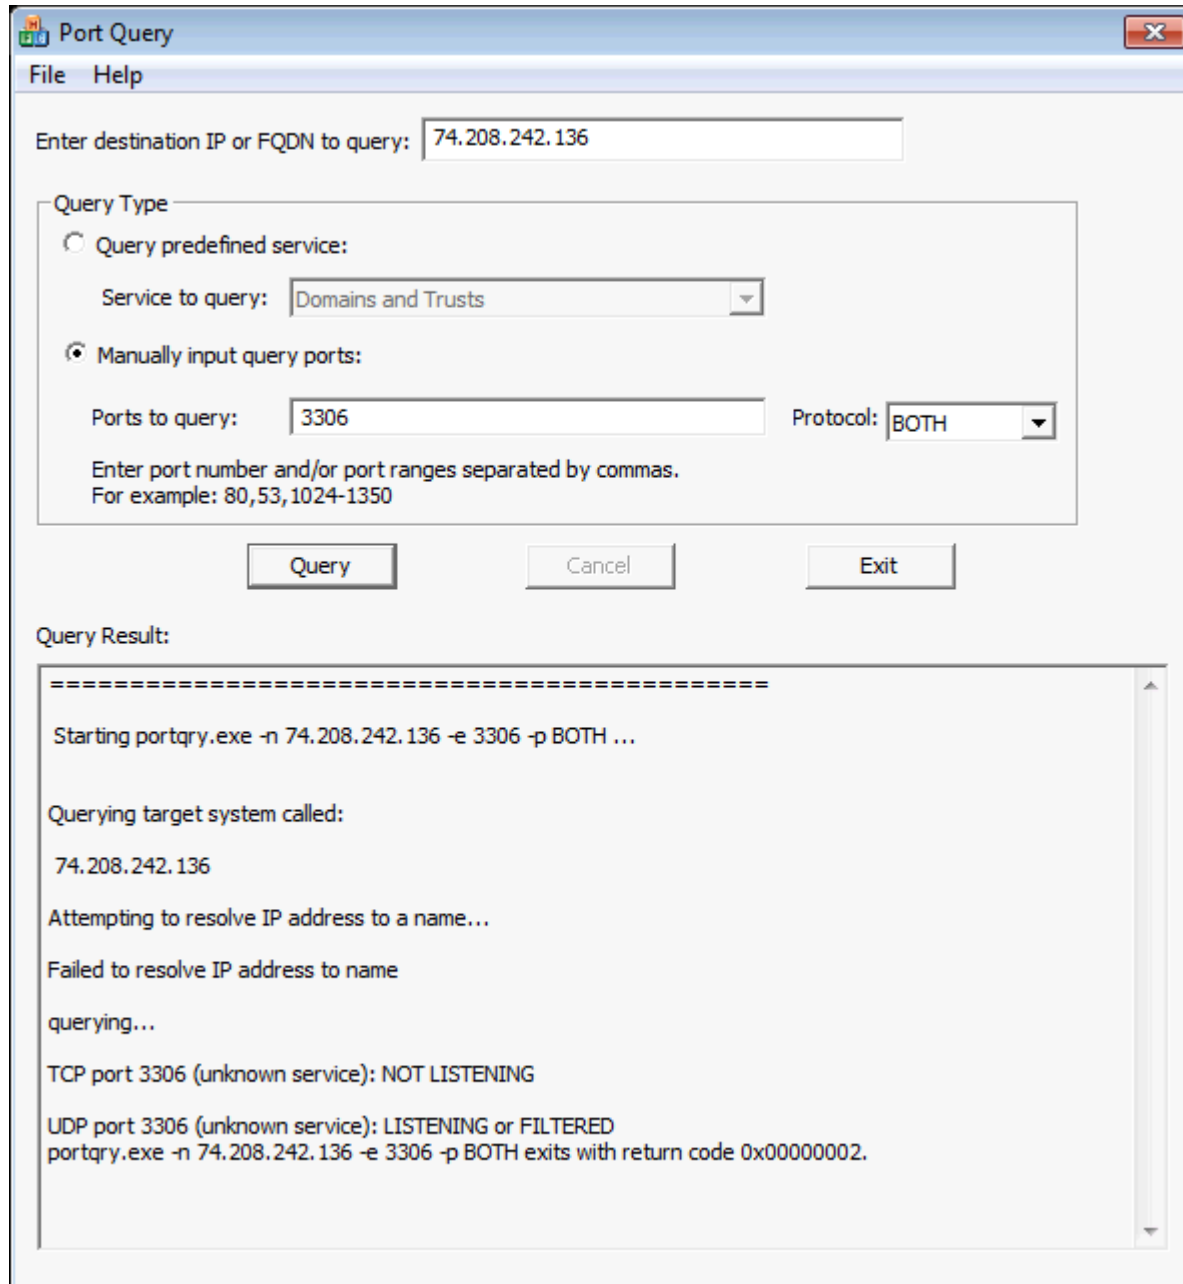 Port Query
File Help
Enter destination IP or FQDN to query: 74.208.242.136
Query Type
Query predefined service:
Service to query: Domains and Trusts
Manually input query ports:
Ports to query: 3306 Protocol: BOTH
Enter port number and/or port ranges separated by commas.
For example: 80,53,1024-1350
Query Cancel Exit
Query Result:
=============================================
Starting portqry.exe -n 74.208.242.136 -e 3306 -p BOTH ...
Querying target system called:
74.208.242.136
Attempting to resolve IP address to a name...
Failed to resolve IP address to name
querying...
TCP port 3306 (unknown service): NOT LISTENING
UDP port 3306 (unknown service): LISTENING or FILTERED
portqry.exe -n 74.208.242.136 -e 3306 -p BOTH exits with return code 0x00000002.